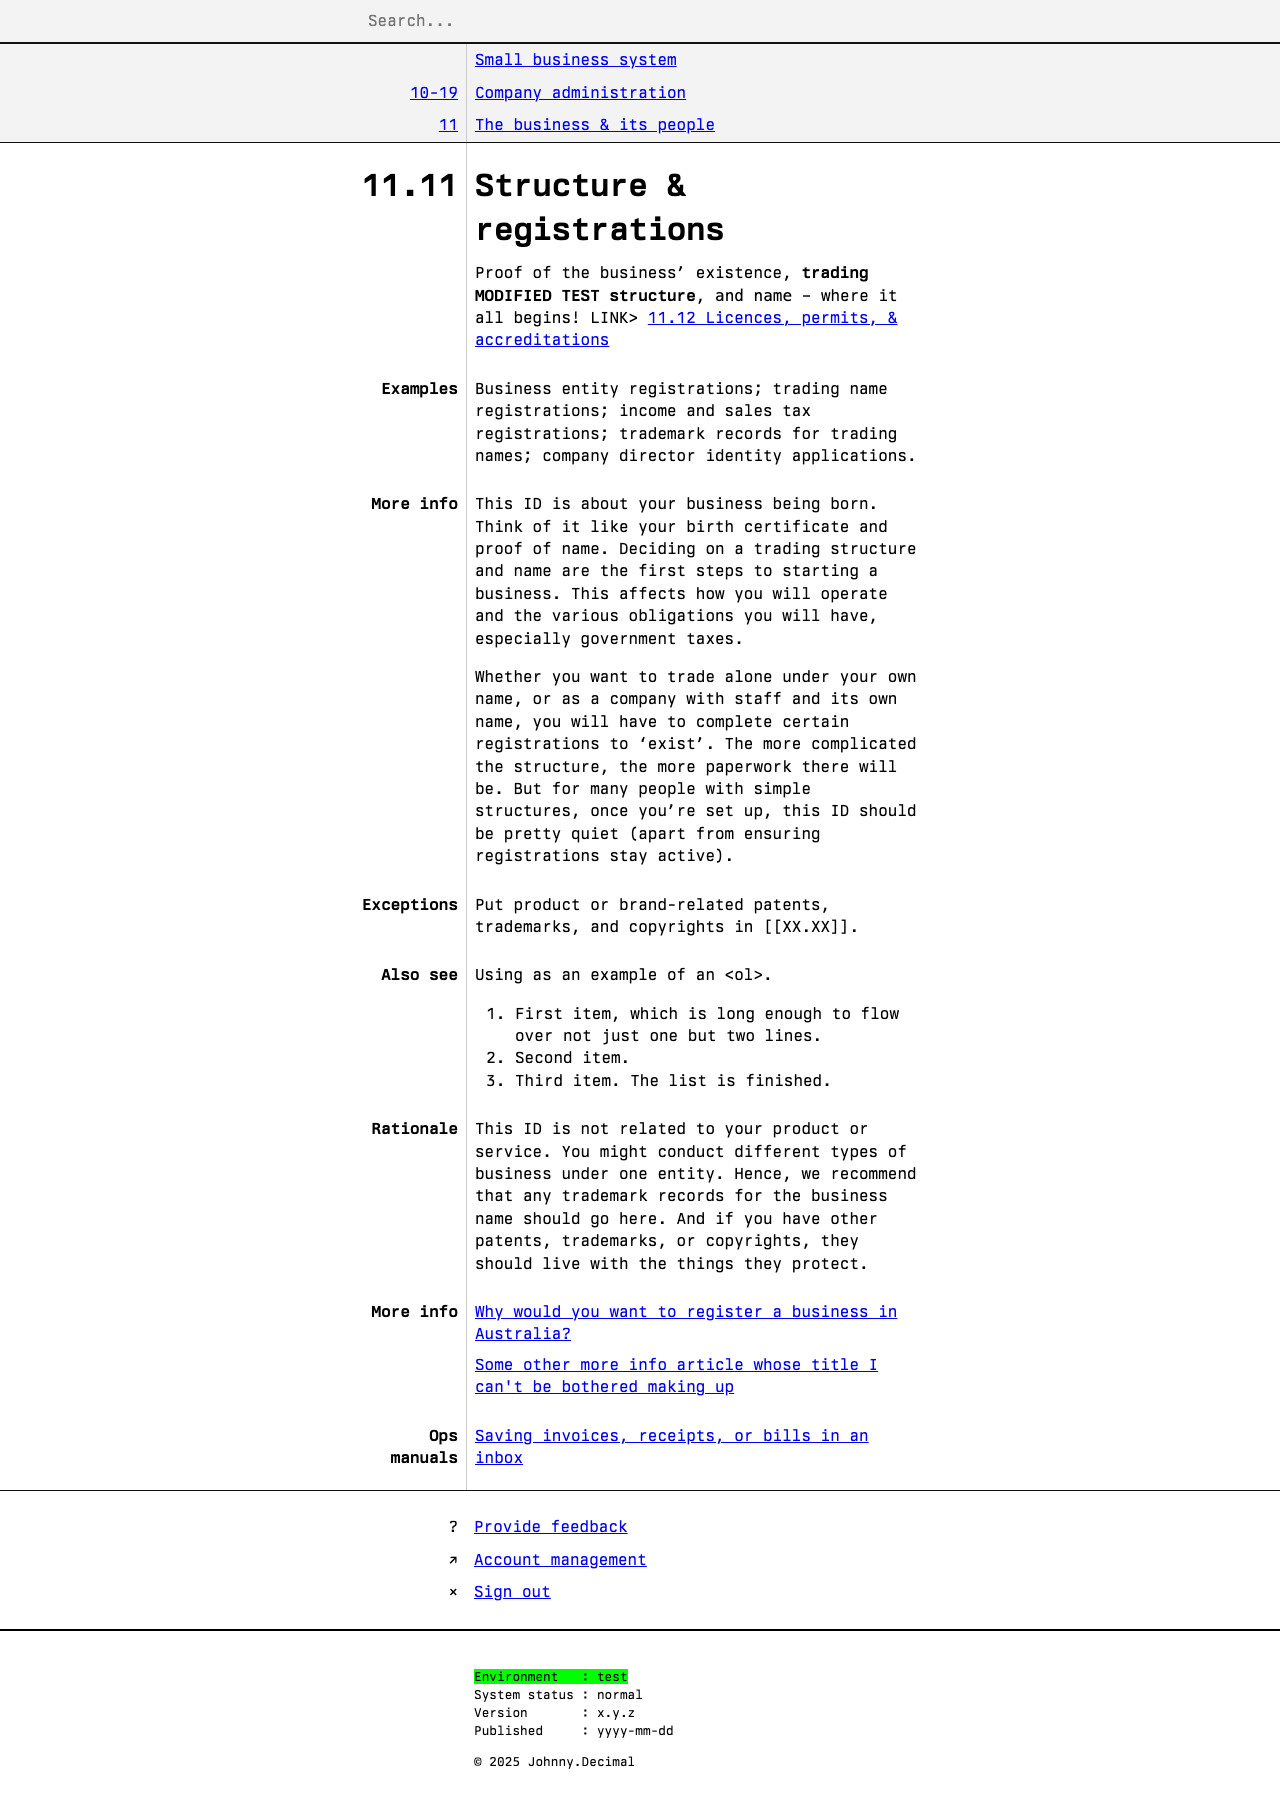 Search...
Small business system
10-19 Company administration
11 The business & its people
11.11 Structure &
registrations
Proof of the business’ existence, trading
MODIFIED TEST structure, and name – where it
all begins! LINK> 11.12 Licences, permits, &
accreditations
Examples Business entity registrations; trading name
registrations; income and sales tax
registrations; trademark records for trading
names; company director identity applications.
More info This ID is about your business being born.
Think of it like your birth certificate and
proof of name. Deciding on a trading structure
and name are the first steps to starting a
business. This affects how you will operate
and the various obligations you will have,
especially government taxes.
Whether you want to trade alone under your own
name, or as a company with staff and its own
name, you will have to complete certain
registrations to ‘exist’. The more complicated
the structure, the more paperwork there will
be. But for many people with simple
structures, once you’re set up, this ID should
be pretty quiet (apart from ensuring
registrations stay active).
Exceptions Put product or brand-related patents,
trademarks, and copyrights in [[XX.XX]].
Also see Using as an example of an <ol>.
1. First item, which is long enough to flow
over not just one but two lines.
2. Second item.
3. Third item. The list is finished.
Rationale This ID is not related to your product or
service. You might conduct different types of
business under one entity. Hence, we recommend
that any trademark records for the business
name should go here. And if you have other
patents, trademarks, or copyrights, they
should live with the things they protect.
More info Why would you want to register a business in
Australia?
Some other more info article whose title I
can't be bothered making up
Ops Saving invoices, receipts, or bills in an
manuals inbox
? Provide feedback
↗ Account management
× Sign out
Environment : test
System status : normal
Version : x.y.z
Published : yyyy-mm-dd
© 2025 Johnny.Decimal